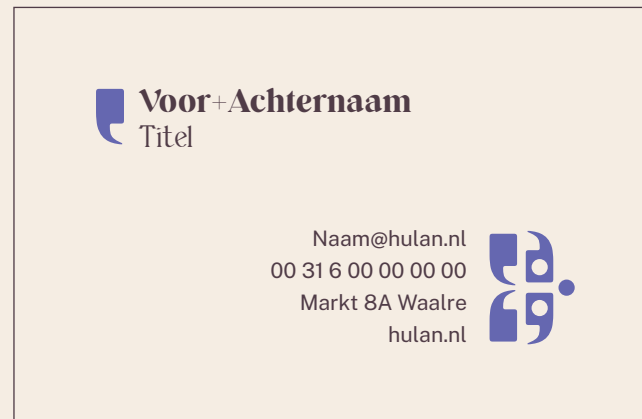 Voor+Achternaam
Titel
Naam@hulan.nl
00 31 6 00 00 00 00
Markt 8A Waalre
hulan.nl